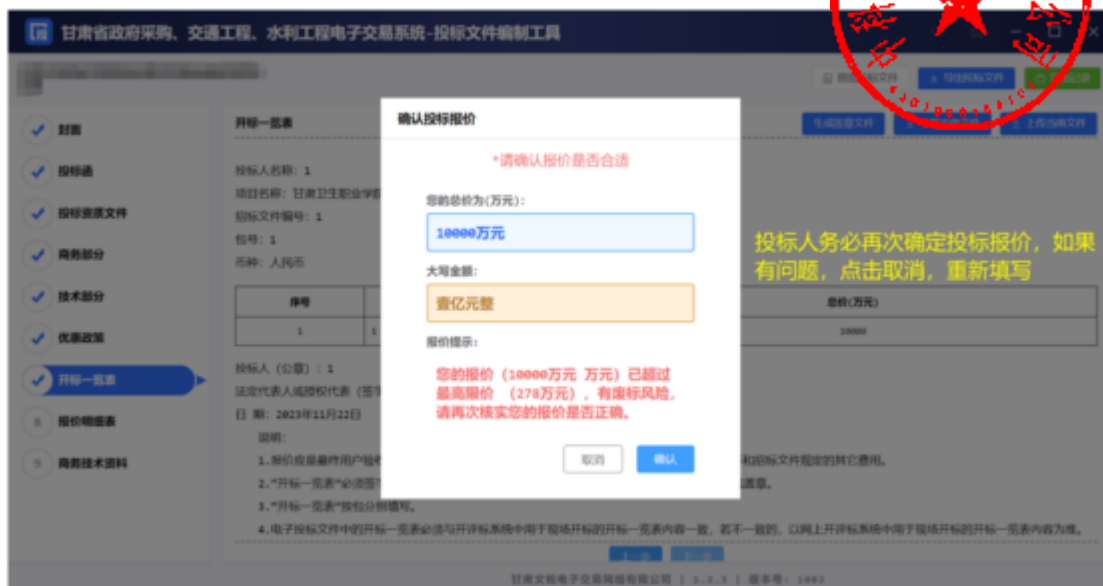 甘肃省政府采购、交通工程、水利工程电子交易系统-投标文件编制工具
导出投标文件
生成签章文件
上传当前文件
封面
投标函
投标资质文件
商务部分
技术部分
优惠政策
开标一览表
8 报价明细表
9 商务技术资料
开标一览表
投标人名称: 1
项目名称: 甘肃卫生职业学院
招标文件编号: 1
包号: 1
币种: 人民币
序号
总价(万元)
1
1
10000
投标人 (公章) : 1
法定代表人或授权代表 (签字
日 期: 2023年11月22日
说明:
1.报价应是最终用户验收
和招标文件规定的其它费用。
2."开标一览表"必须签
盖章。
3."开标一览表"按包分别填写。
4.电子投标文件中的开标一览表必须与开评标系统中用于现场开标的开标一览表内容一致, 若不一致的, 以网上开评标系统中用于现场开标的开标一览表内容为准。
上一步
下一步
确认投标报价
*请确认报价是否合适
您的总价为(万元):
10000万元
大写金额:
壹亿元整
报价提示:
您的报价 (10000万元 万元) 已超过
最高限价 (278万元) , 有废标风险,
请再次核实您的报价是否正确。
取消
确认
投标人务必再次确定投标报价，如果
有问题，点击取消，重新填写
甘肃文锐电子交易网络有限公司 | 1.2.3 | 版本号: 1002